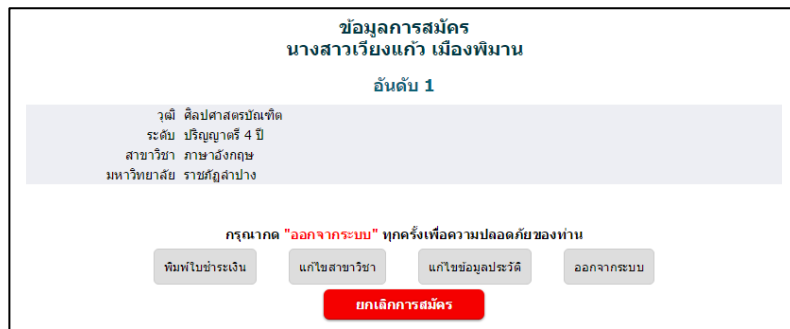 ข้อมูลการสมัคร
นางสาวเวียงแก้ว เมืองพิมาน
อันดับ 1
วุฒิ ศิลปศาสตรบัณฑิต
ระดับ ปริญญาตรี 4 ปี
สาขาวิชา ภาษาอังกฤษ
มหาวิทยาลัย ราชภัฏลำปาง
กรุณากด "ออกจากระบบ" ทุกครั้งเพื่อความปลอดภัยของท่าน
พิมพ์ใบชำระเงิน แก้ไขสาขาวิชา แก้ไขข้อมูลประวัติ ออกจากระบบ
ยกเลิกการสมัคร